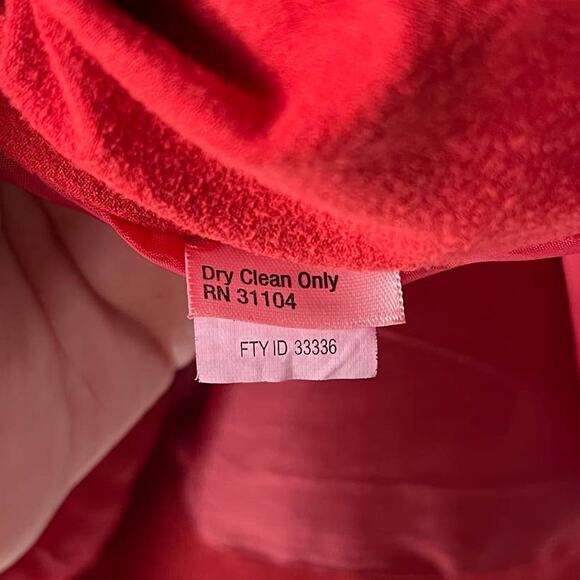 Dry Clean Only
RN 31104
FTY ID 33336